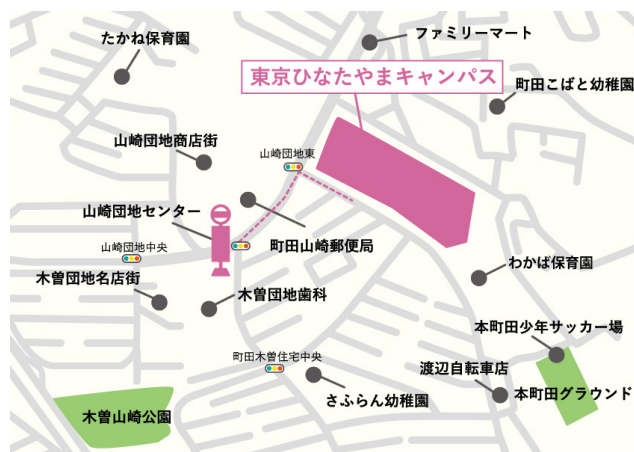 ファミリーマート
たかね保育園
東京ひなたやまキャンパス
町田こばと幼稚園
山崎団地商店街
山崎団地東
山崎団地センター
山崎団地中央
町田山崎郵便局
わかば保育園
木曽団地名店街
木曽団地歯科
本町田少年サッカー場
町田木曽住宅中央
渡辺自転車店
さふらん幼稚園
本町田グラウンド
木曽山崎公園